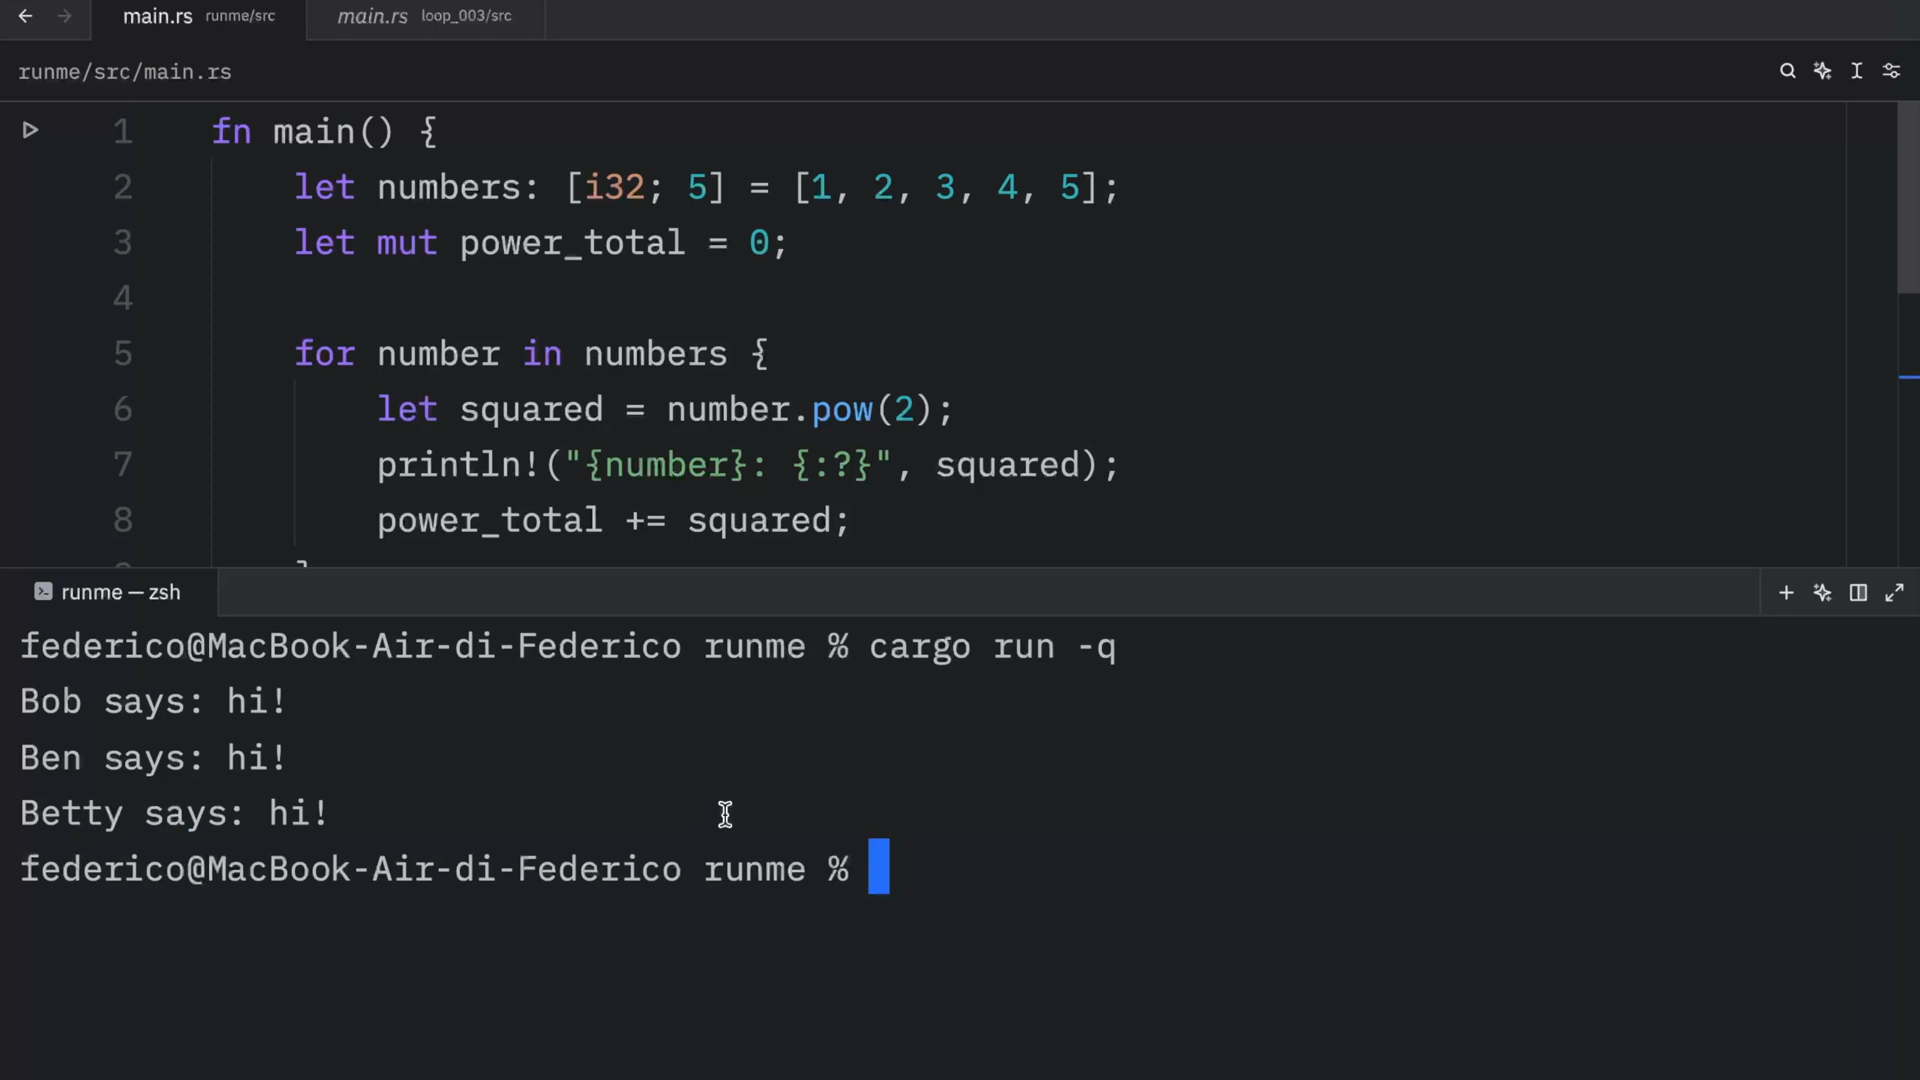 main.rs runme/src main.rs loop_003/src
runme/src/main.rs
1 fn main() {
2 let numbers: [i32; 5] = [1, 2, 3, 4, 5];
3 let mut power_total = 0;
4
5 for number in numbers {
6 let squared = number.pow(2);
7 println!("{number}: {:?}", squared);
8 power_total += squared;
runme — zsh
federico@MacBook-Air-di-Federico runme % cargo run -q
Bob says: hi!
Ben says: hi!
Betty says: hi!
federico@MacBook-Air-di-Federico runme %